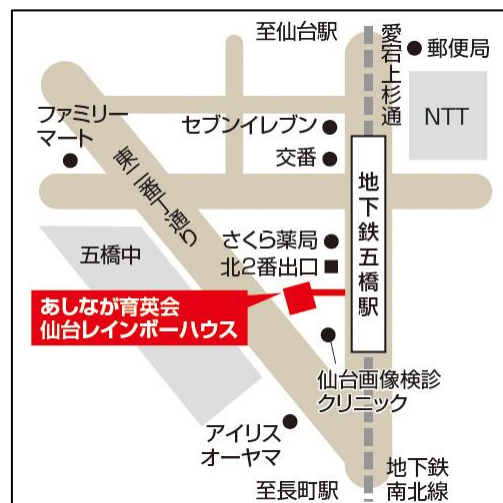 至仙台駅
愛宕上杉通
郵便局
NTT
ファミリー
マート
セブンイレブン
交番
東二番丁通り
地下鉄五橋駅
さくら薬局
北2番出口
五橋中
あしなが育英会
仙台レインボーハウス
仙台画像検診
クリニック
アイリス
オーヤマ
至長町駅
地下鉄
南北線